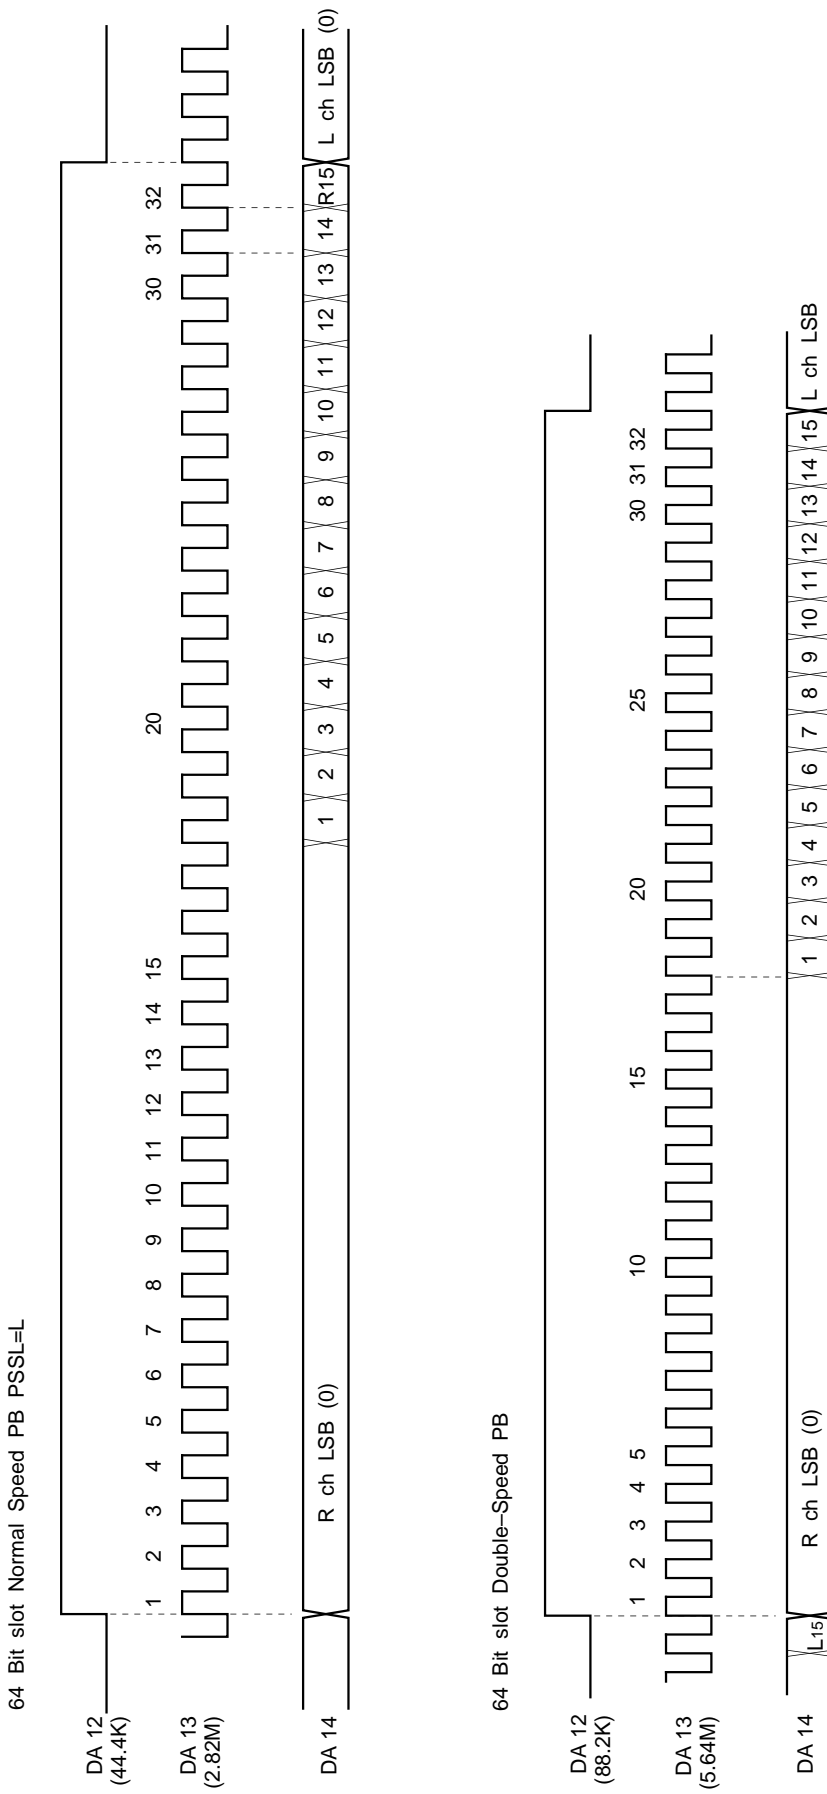 64 Bit slot Normal Speed PB PSSL=L
DA 12
(44.4K)
1 2 3 4 5 6 7 8 9 10 11 12 13 14 15 20 30 31 32
DA 13
(2.82M)
DA 14
R ch LSB (0) 1 2 3 4 5 6 7 8 9 10 11 12 13 14 R15 L ch LSB (0)
64 Bit slot Double–Speed PB
DA 12
(88.2K)
1 2 3 4 5 10 15 20 25 30 31 32
DA 13
(5.64M)
DA 14
L15 R ch LSB (0) 1 2 3 4 5 6 7 8 9 10 11 12 13 14 15 L ch LSB